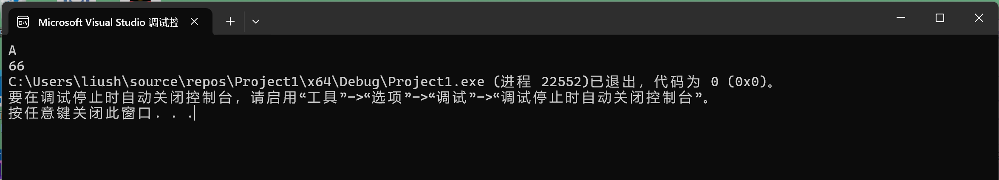 Microsoft Visual Studio 调试控
A
66
C:\Users\liush\source\repos\Project1\x64\Debug\Project1.exe (进程 22552)已退出，代码为 0 (0x0)。
要在调试停止时自动关闭控制台，请启用“工具”->“选项”->“调试”->“调试停止时自动关闭控制台”。
按任意键关闭此窗口. . .